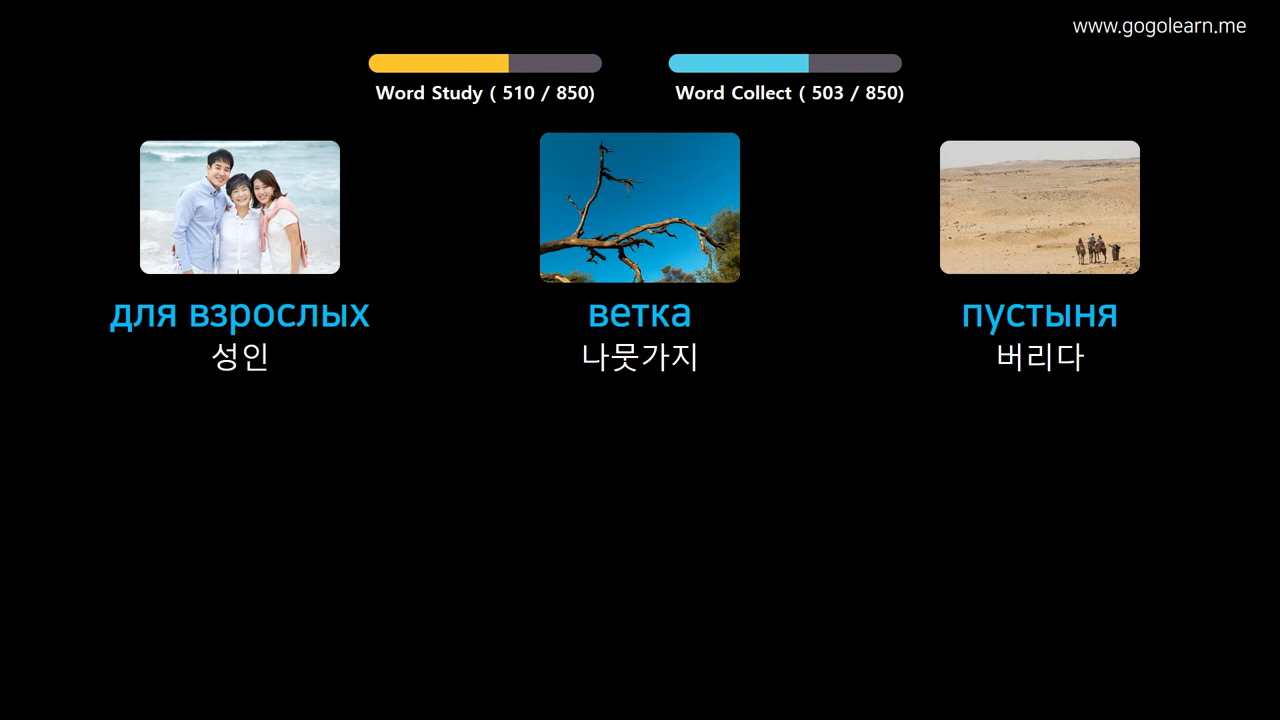 www.gogolearn.me
Word Study ( 510 / 850)
Word Collect ( 503 / 850)
для взрослых
성인
ветка
나뭇가지
пустыня
버리다